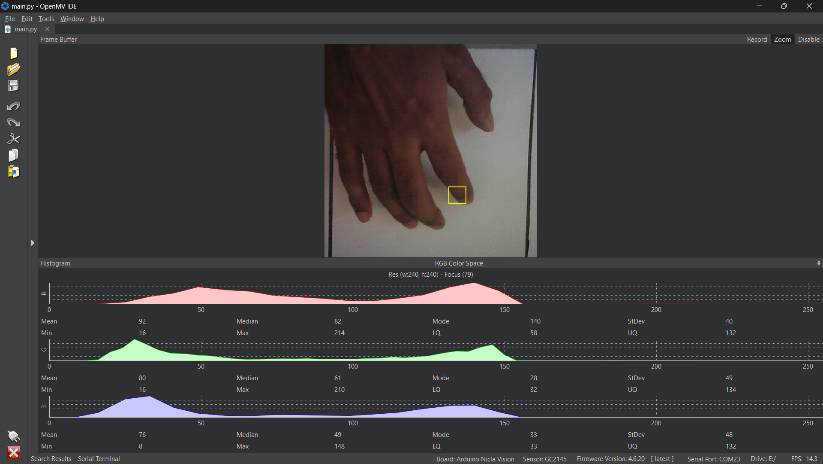 main.py - OpenMV IDE
File Edit Tools Window Help
main.py
Frame Buffer Record Zoom Disable
Histogram RGB Color Space
Res (w:240, h:240) - Focus (79)
R
0 50 100 150 200 250
Mean 92 Median 82 Mode 140 StDev 40
Min 16 Max 214 LQ 58 UQ 132
G
0 50 100 150 200 250
Mean 80 Median 61 Mode 28 StDev 49
Min 16 Max 210 LQ 32 UQ 134
B
0 50 100 150 200 250
Mean 76 Median 49 Mode 33 StDev 48
Min 8 Max 148 LQ 33 UQ 132
Search Results Serial Terminal Board: Arduino Nicla Vision Sensor: GC2145 Firmware Version: 4.6.20 [ latest ] Serial Port: COM23 Drive: E:/ FPS: 14.3